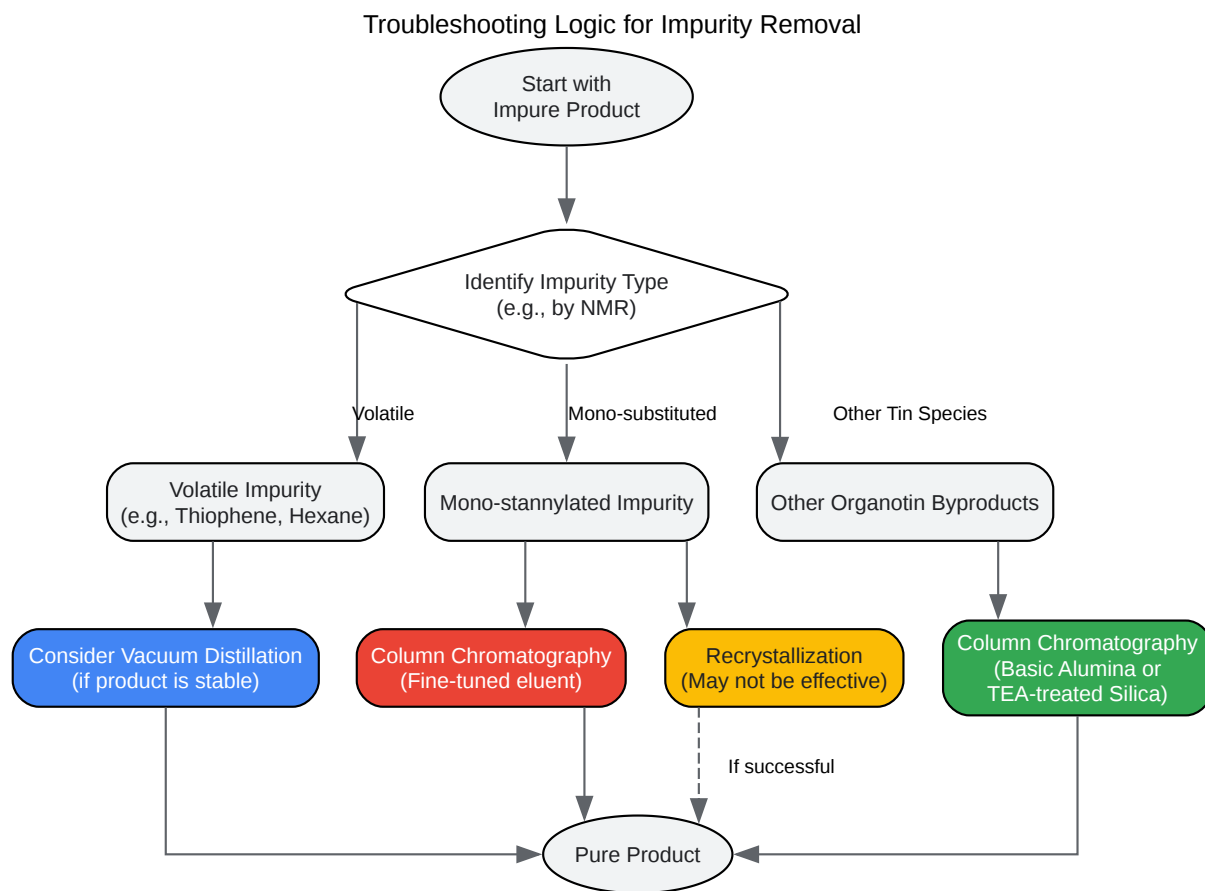 Troubleshooting Logic for Impurity Removal
Start with
Impure Product
Identify Impurity Type
(e.g., by NMR)
Volatile
Mono-substituted
Other Tin Species
Volatile Impurity
(e.g., Thiophene, Hexane)
Mono-stannylated Impurity
Other Organotin Byproducts
Consider Vacuum Distillation
(if product is stable)
Column Chromatography
(Fine-tuned eluent)
Recrystallization
(May not be effective)
Column Chromatography
(Basic Alumina or
TEA-treated Silica)
If successful
Pure Product